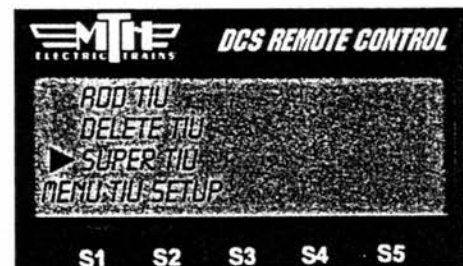 MTH
ELECTRIC TRAINS
DCS REMOTE CONTROL
ADD TIU
DELETE TIU
SUPER TIU
MENU TIU SETUP
S1 S2 S3 S4 S5